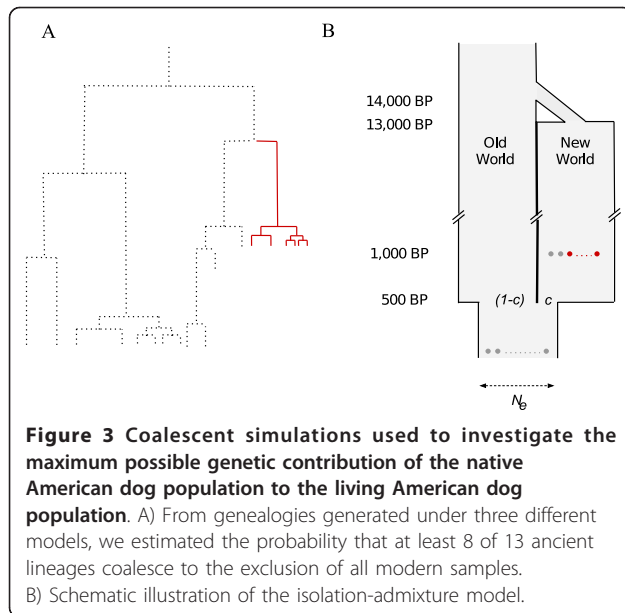 A
B
14,000 BP
13,000 BP
Old
World
New
World
1,000 BP
500 BP
(1-c)
c
Ne
Figure 3 Coalescent simulations used to investigate the
maximum possible genetic contribution of the native
American dog population to the living American dog
population. A) From genealogies generated under three different
models, we estimated the probability that at least 8 of 13 ancient
lineages coalesce to the exclusion of all modern samples.
B) Schematic illustration of the isolation-admixture model.